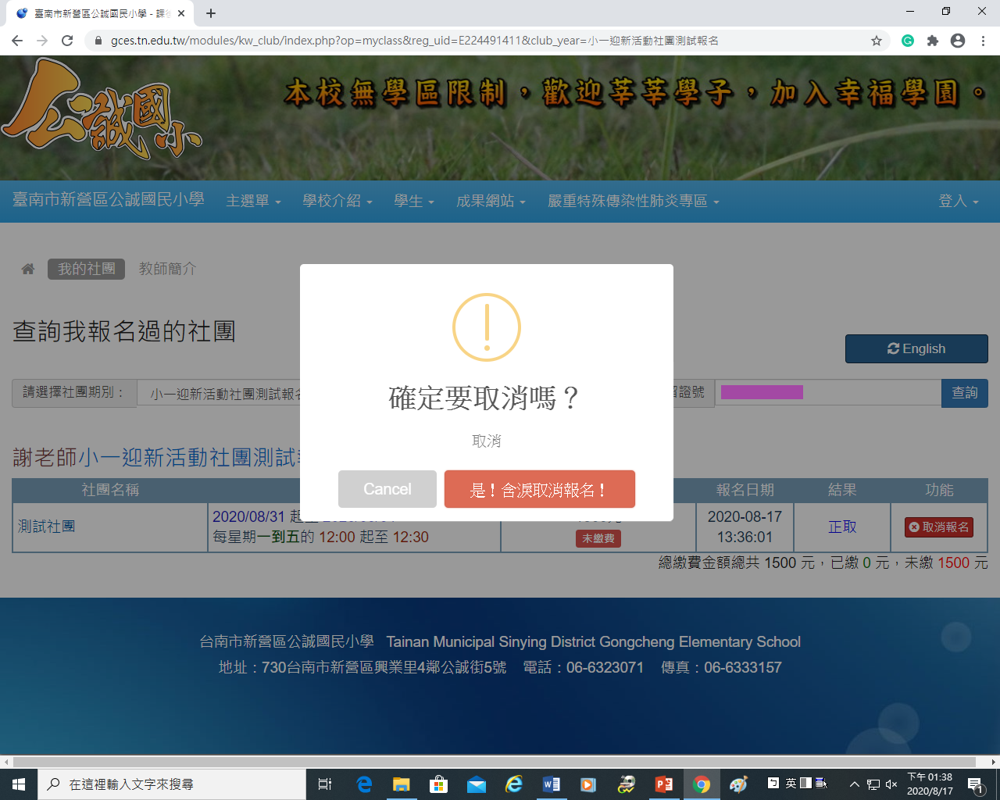 臺南市新營區公誠國民小學 - 課後
gces.tn.edu.tw/modules/kw_club/index.php?op=myclass&reg_uid=E224491411&club_year=小一迎新活動社團測試報名
公誠國小
本校無學區限制，歡迎莘莘學子，加入幸福學園。
臺南市新營區公誠國民小學 主選單 學校介紹 學生 成果網站 嚴重特殊傳染性肺炎專區 登入
我的社團 教師簡介
查詢我報名過的社團
English
請選擇社團期別： 小一迎新活動社團測試報名 證號 查詢
確定要取消嗎？
取消
Cancel 是！含淚取消報名！
謝老師小一迎新活動社團測試
社團名稱 報名日期 結果 功能
測試社團 2020/08/31 起 2020-08-17 正取 取消報名
每星期一到五的 12:00 起至 12:30 未繳費 13:36:01
總繳費金額總共 1500 元，已繳 0 元，未繳 1500 元
台南市新營區公誠國民小學 Tainan Municipal Sinying District Gongcheng Elementary School
地址：730台南市新營區興業里4鄰公誠街5號 電話：06-6323071 傳真：06-6333157
在這裡輸入文字來搜尋
英
下午 01:38
2020/8/17
1